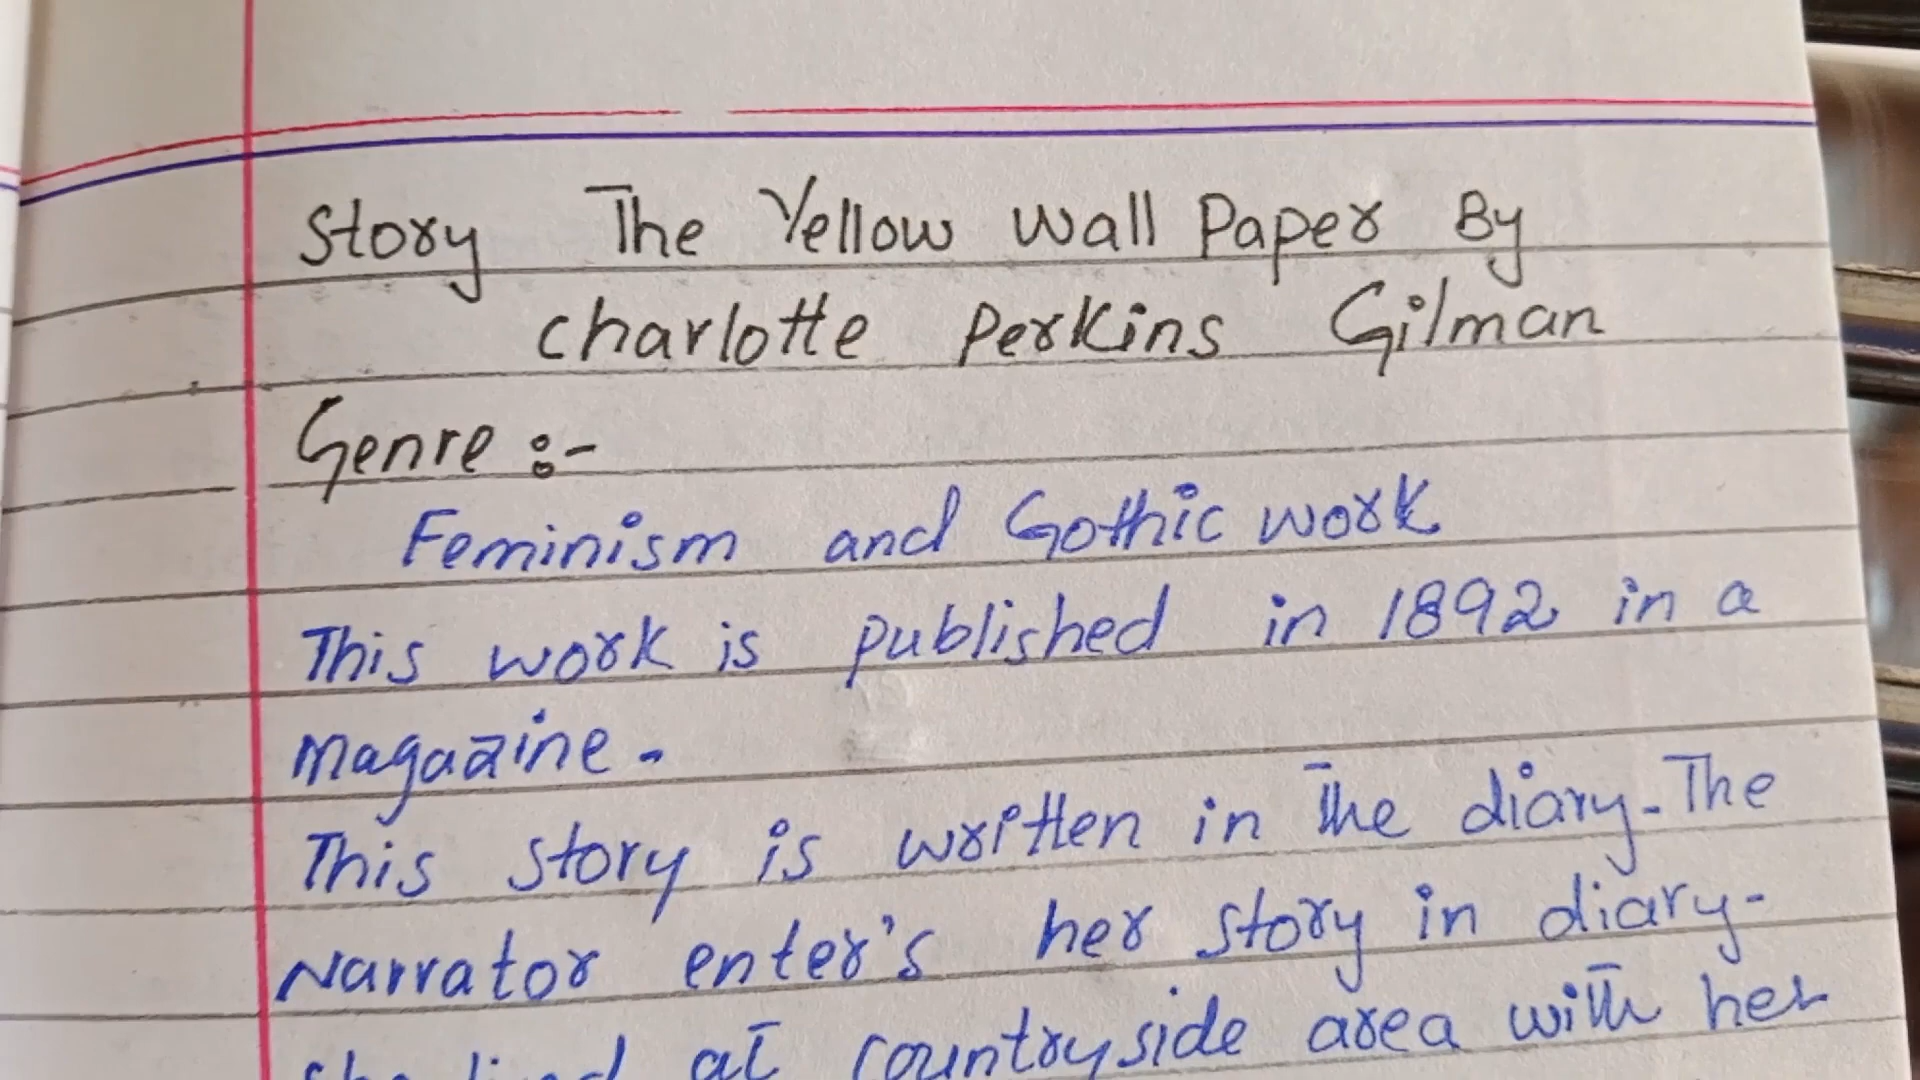 Story The Yellow Wall Paper By
Charlotte Perkins Gilman
Genre :-
Feminism and Gothic work
This work is published in 1892 in a
Magazine.
This story is written in the diary. The
Narrator enter's her story in diary.
She lived at countryside area with her